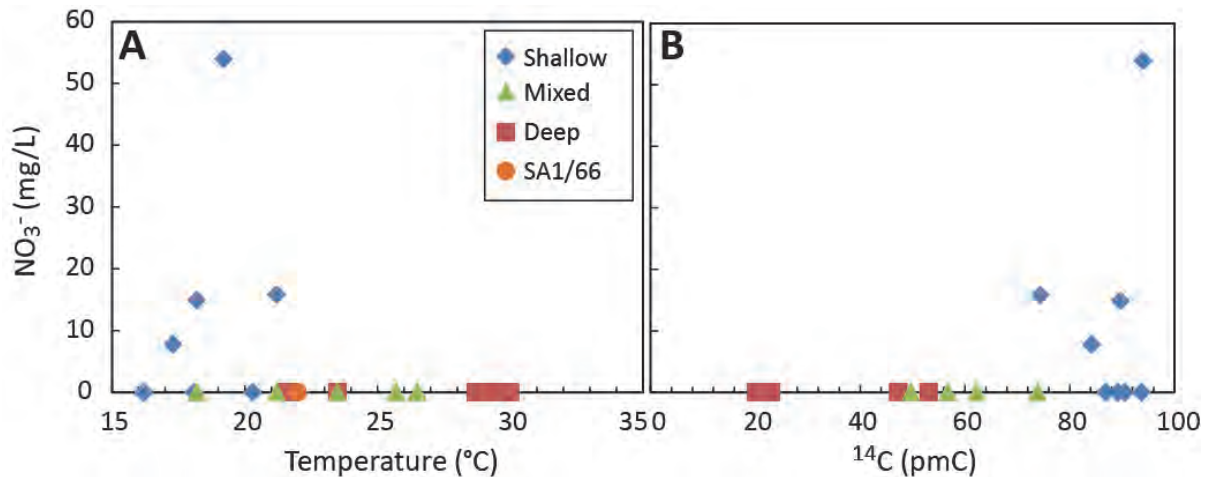 60
50
40
30
20
10
0
NO₃⁻ (mg/L)
A
Shallow
Mixed
Deep
SA1/66
15 20 25 30 35
Temperature (°C)
B
20 40 60 80 100
¹⁴C (pmC)